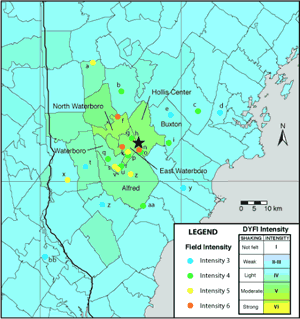 a
b
Hollis Center
c
d
e
North Waterboro
f
Buxton
g
h
Waterboro
q
n
p
t
East Waterboro
x
z
y
Alfred
z
aa
bb
0 5 10 km
LEGEND
Field Intensity
Intensity 3
Intensity 4
Intensity 5
Intensity 6
DYFI Intensity
SHAKING INTENSITY
Not felt I
Weak II-III
Light IV
Moderate V
Strong VI